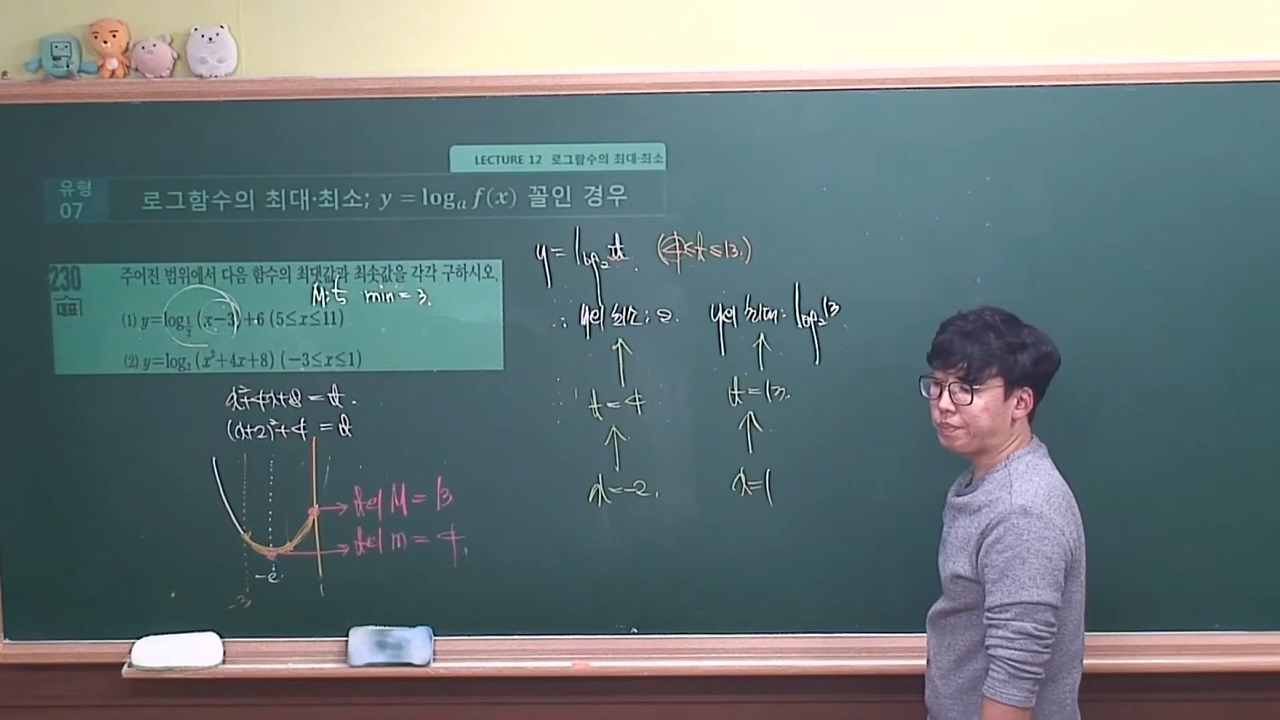 LECTURE 12 로그함수의 최대·최소
유형 07
로그함수의 최대·최소; y = logₐ f(x) 꼴인 경우
230
대표
주어진 범위에서 다음 함수의 최댓값과 최솟값을 각각 구하시오.
M: 5 min = 3.
(1) y=log½ (x−3)+6 (5≤x≤11)
(2) y=log₂ (x²+4x+8) (−3≤x≤1)
x²+4x+8 = t.
(x+2)²+4 = t
t의 M = 13
t의 m = 4
-2
-3
1
y = log₂ t. (4≤t≤13.)
∴ y의 최소: 2.
t = 4
x = -2.
y의 최대: log₂13
t = 13.
x = 1